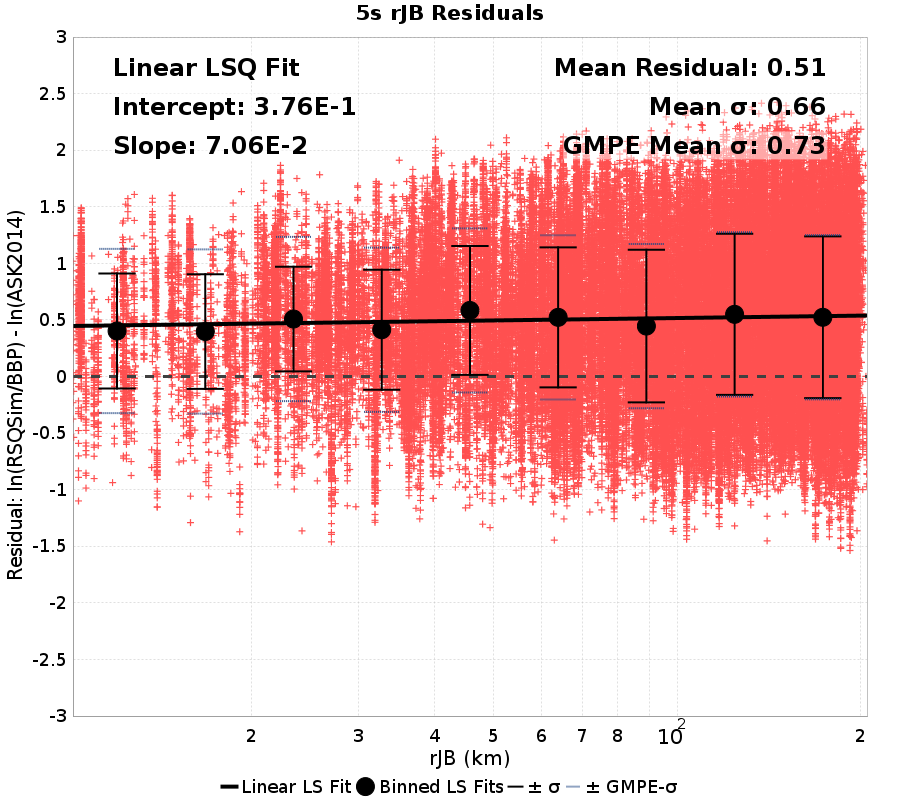 5s rJB Residuals
Linear LSQ Fit
Intercept: 3.76E-1
Slope: 7.06E-2
Mean Residual: 0.51
Mean σ: 0.66
GMPE Mean σ: 0.73
Residual: ln(RSQSim/BBP) - ln(ASK2014)
3
2.5
2
1.5
1
0.5
0
-0.5
-1
-1.5
-2
-2.5
-3
2 3 4 5 6 7 8 10² 2
rJB (km)
Linear LS Fit Binned LS Fits ± σ ± GMPE-σ